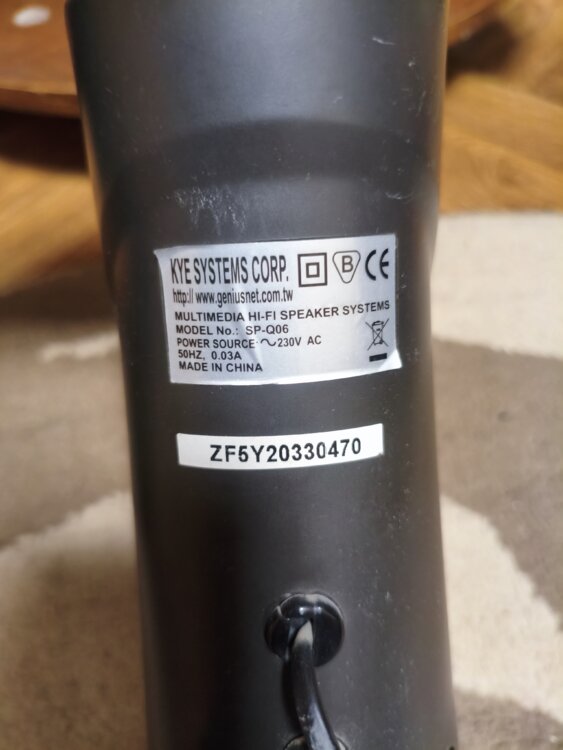 KYE SYSTEMS CORP. B CE
http://www.geniusnet.com.tw
MULTIMEDIA HI-FI SPEAKER SYSTEMS
MODEL No.: SP-Q06
POWER SOURCE: ~230V AC
50HZ, 0.03A
MADE IN CHINA
ZF5Y20330470